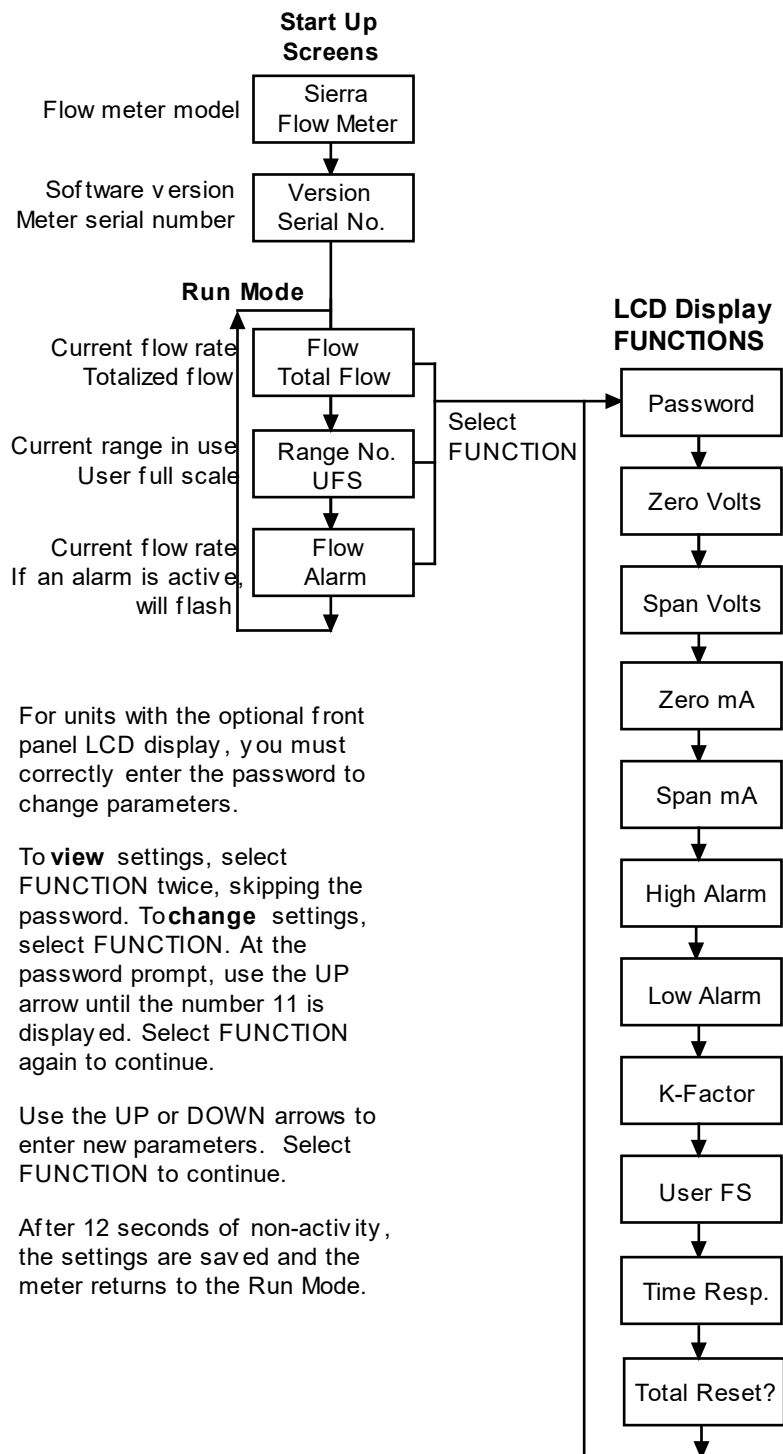 Start Up
Screens
Flow meter model
Sierra
Flow Meter
Software version
Meter serial number
Version
Serial No.
Run Mode
Current flow rate
Totalized flow
Flow
Total Flow
Current range in use
User full scale
Range No.
UFS
Current flow rate
If an alarm is active,
will flash
Flow
Alarm
Select
FUNCTION
LCD Display
FUNCTIONS
Password
Zero Volts
Span Volts
Zero mA
Span mA
High Alarm
Low Alarm
K-Factor
User FS
Time Resp.
Total Reset?
For units with the optional front
panel LCD display, you must
correctly enter the password to
change parameters.
To view settings, select
FUNCTION twice, skipping the
password. To change settings,
select FUNCTION. At the
password prompt, use the UP
arrow until the number 11 is
displayed. Select FUNCTION
again to continue.
Use the UP or DOWN arrows to
enter new parameters. Select
FUNCTION to continue.
After 12 seconds of non-activity,
the settings are saved and the
meter returns to the Run Mode.